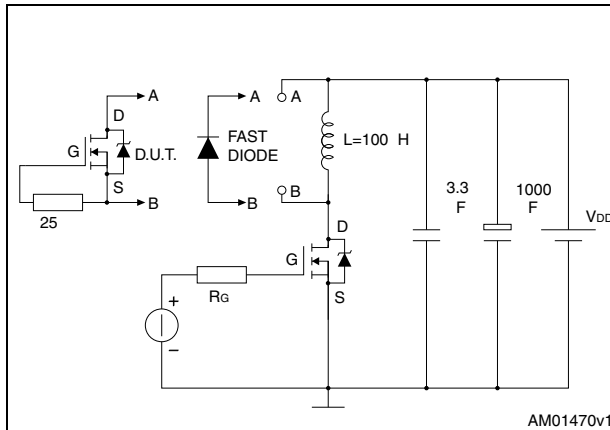 A
A
A
D
G
D.U.T.
FAST
DIODE
L=100 H
S
B
B
B
25
3.3
F
1000
F
VDD
D
G
S
RG
+
−
AM01470v1